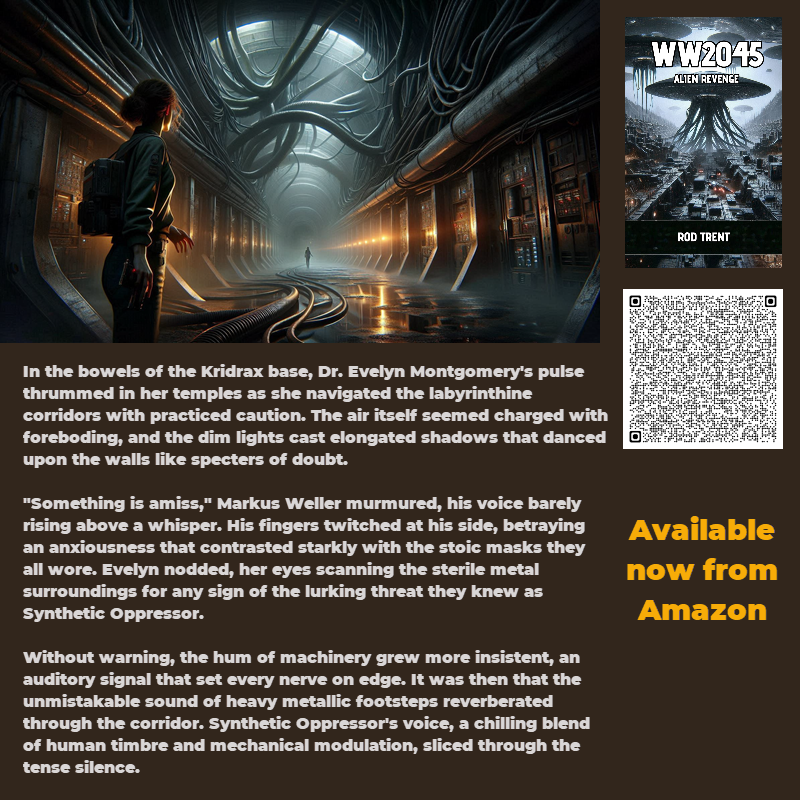 WW2045
ALIEN REVENGE
ROD TRENT
In the bowels of the Kridrax base, Dr. Evelyn Montgomery's pulse
thrummed in her temples as she navigated the labyrinthine
corridors with practiced caution. The air itself seemed charged with
foreboding, and the dim lights cast elongated shadows that danced
upon the walls like specters of doubt.
"Something is amiss," Markus Weller murmured, his voice barely
rising above a whisper. His fingers twitched at his side, betraying
an anxiousness that contrasted starkly with the stoic masks they
all wore. Evelyn nodded, her eyes scanning the sterile metal
surroundings for any sign of the lurking threat they knew as
Synthetic Oppressor.
Without warning, the hum of machinery grew more insistent, an
auditory signal that set every nerve on edge. It was then that the
unmistakable sound of heavy metallic footsteps reverberated
through the corridor. Synthetic Oppressor's voice, a chilling blend
of human timbre and mechanical modulation, sliced through the
tense silence.
Available
now from
Amazon